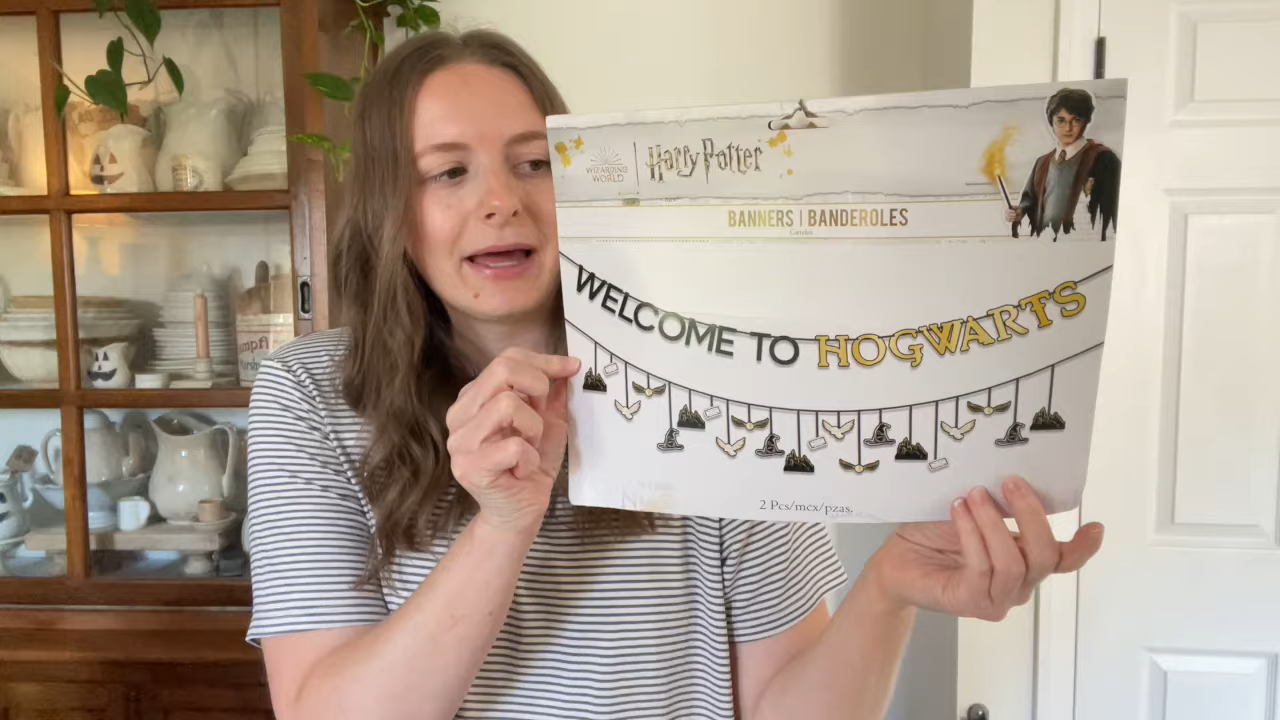 WIZARDING
WORLD
Harry Potter
BANNERS | BANDEROLES
WELCOME TO HOGWARTS
2 Pcs/mcx/pzas.